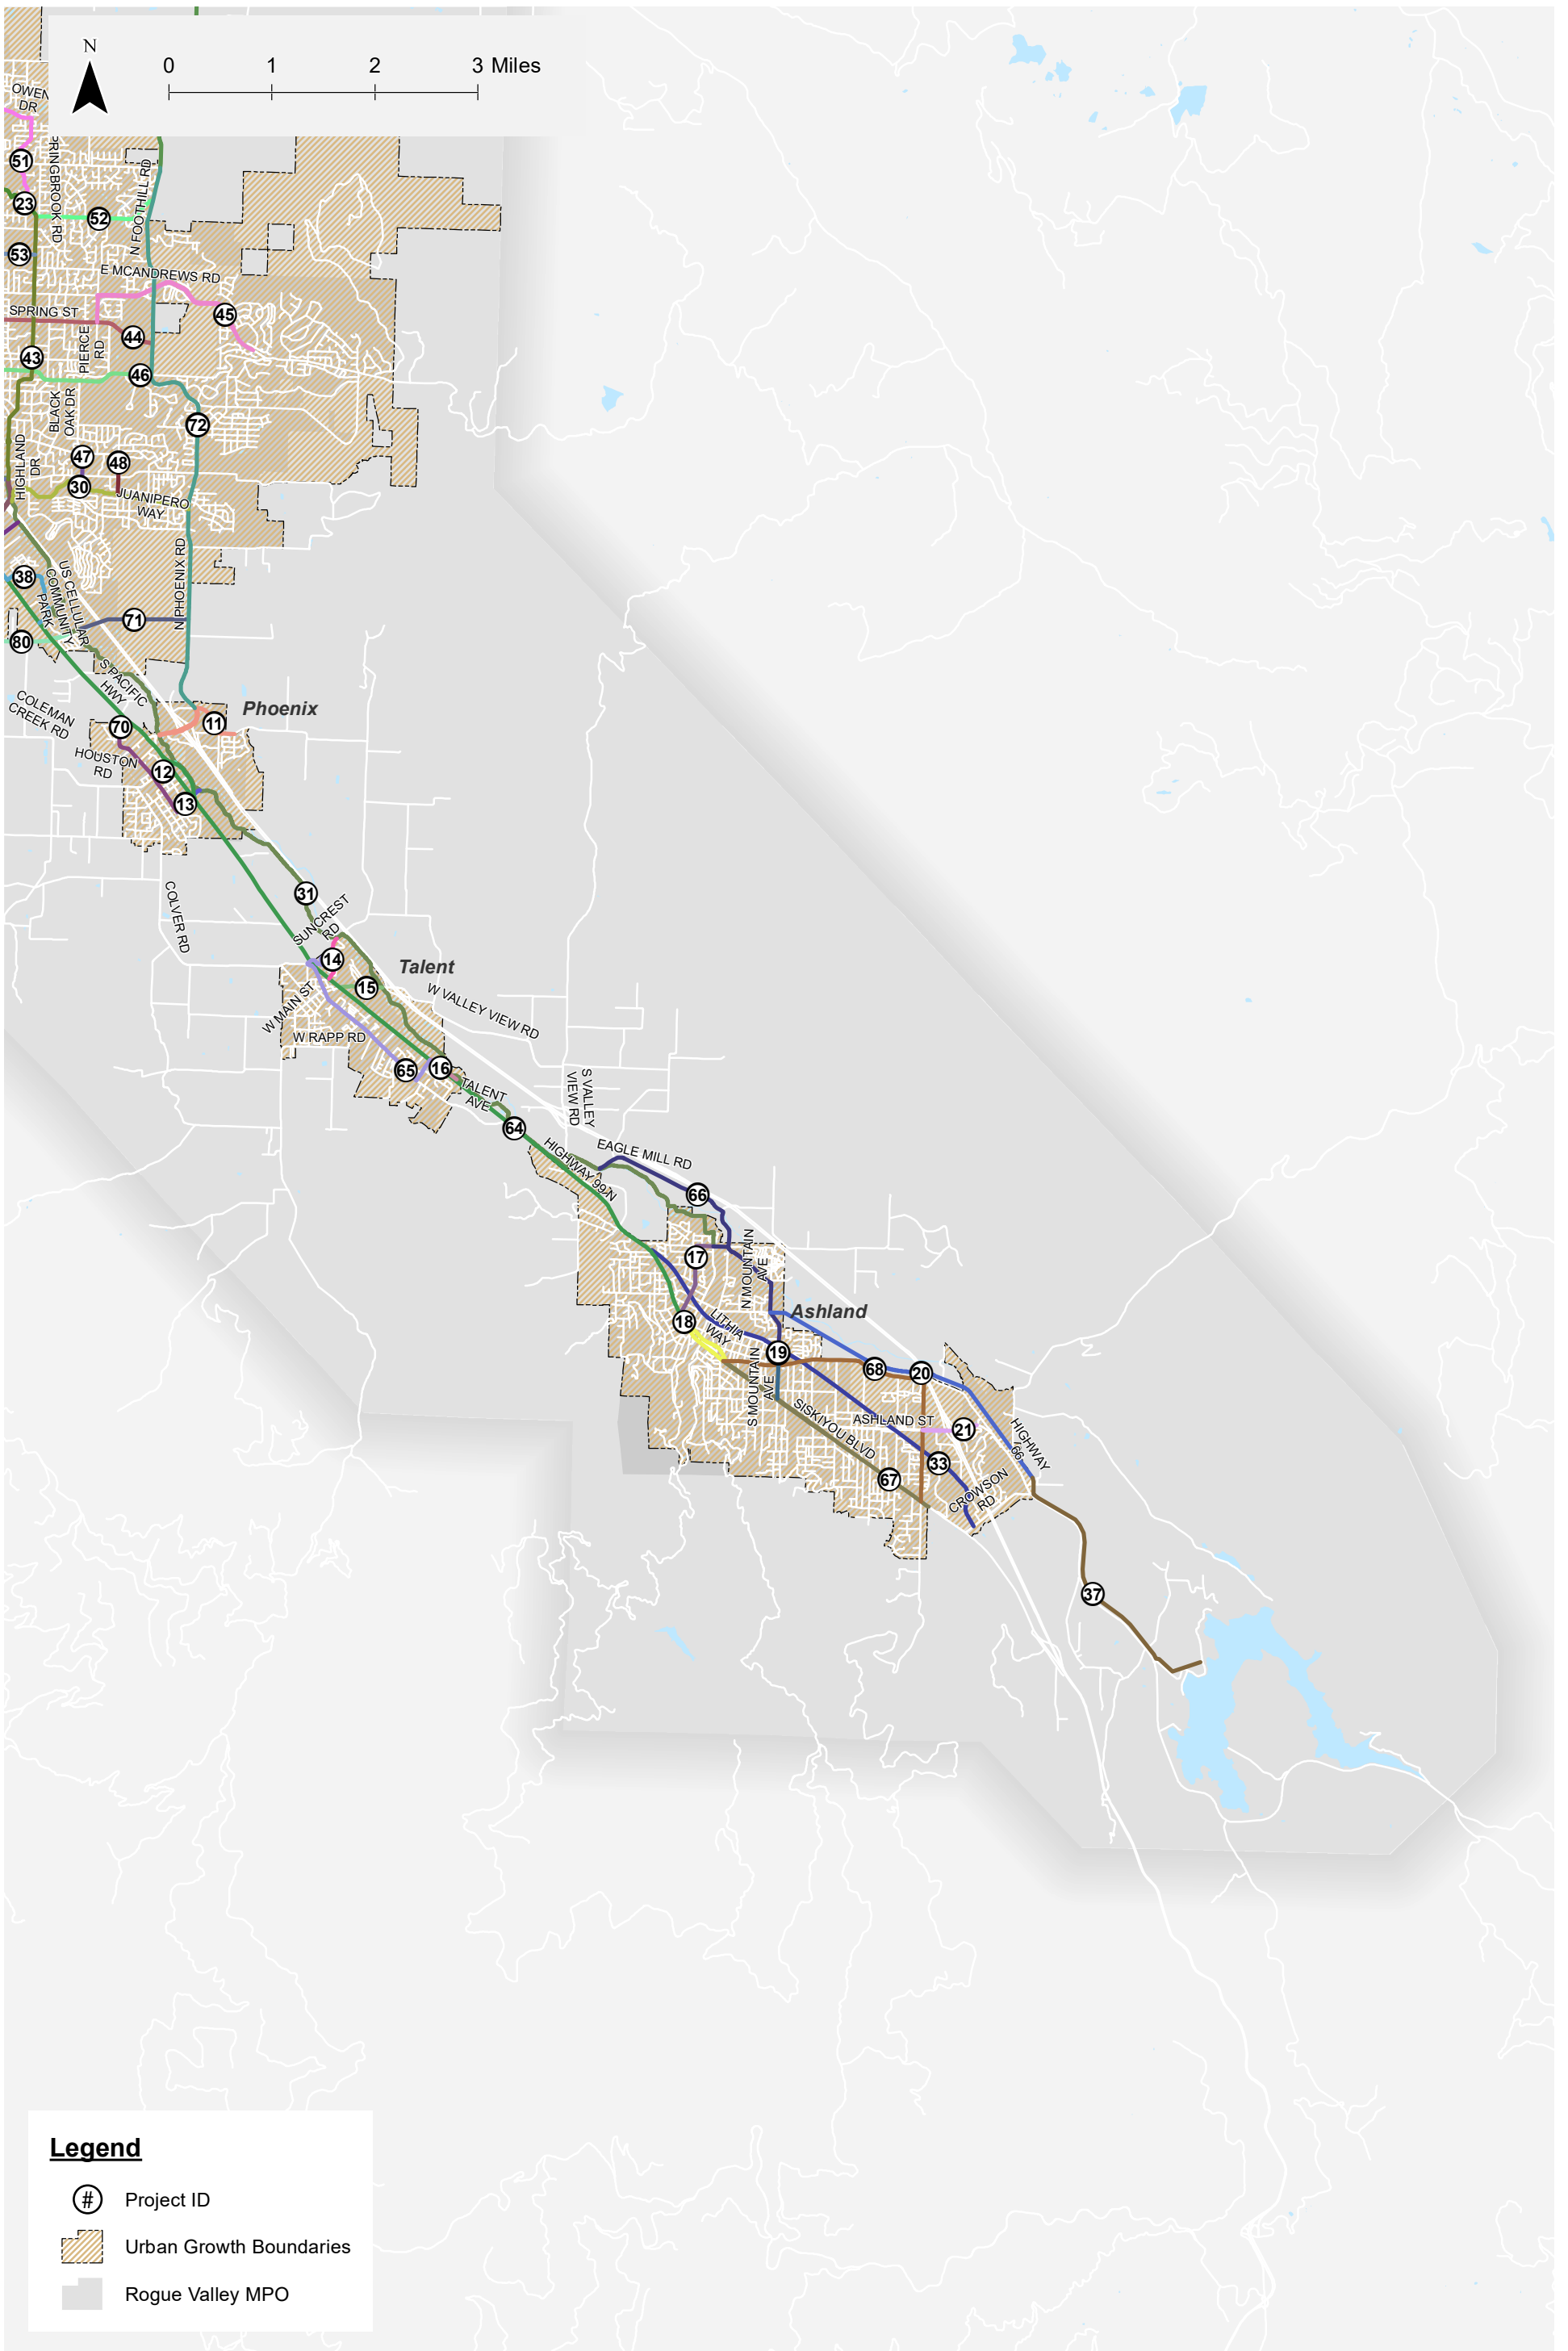 N
0 1 2 3 Miles
OWEN
DR
51
PRINGBROOK RD
N FOOTHILL RD
23
52
53
E MCANDREWS RD
SPRING ST
45
44
PIERCE
RD
43
46
BLACK
OAK DR
72
HIGHLAND
DR
47
48
30
JUANIPERO
WAY
N PHOENIX RD
38
US CELLULAR
COMMUNITY
PARK
71
80
S PACIFIC
HWY
COLEMAN
CREEK RD
Phoenix
11
70
HOUSTON
RD
12
13
COLVER RD
31
SUNCREST
RD
14
Talent
15
W VALLEY VIEW RD
W MAIN ST
W RAPP RD
65
16
TALENT
AVE
S VALLEY
VIEW RD
64
HIGHWAY 99 N
EAGLE MILL RD
66
17
N MOUNTAIN
AVE
Ashland
18
LITHIA
WAY
19
S MOUNTAIN
AVE
68
20
SISKIYOU BLVD
ASHLAND ST
21
HIGHWAY
66
33
67
CROWSON
RD
37
Legend
# Project ID
Urban Growth Boundaries
Rogue Valley MPO